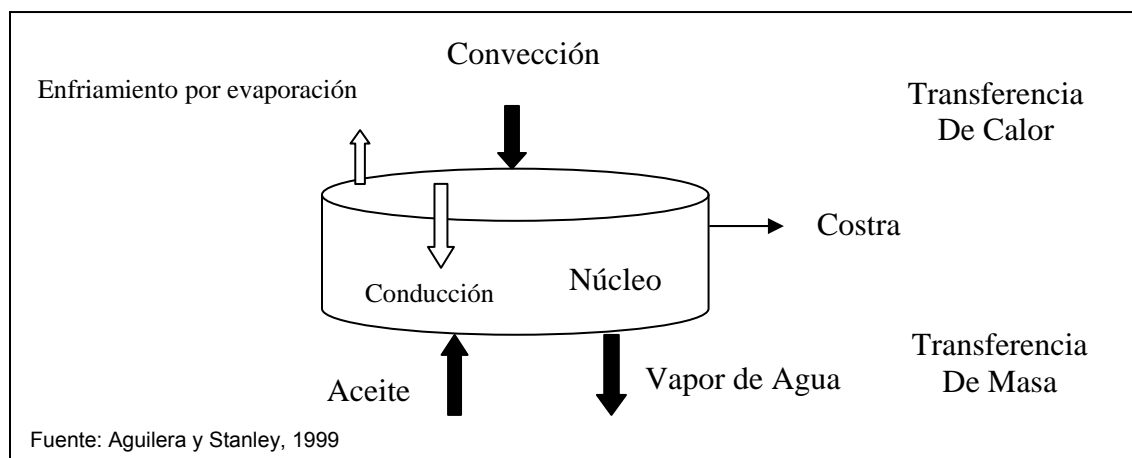 Convección
Enfriamiento por evaporación
Transferencia
De Calor
Costra
Núcleo
Conducción
Transferencia
De Masa
Aceite
Vapor de Agua
Fuente: Aguilera y Stanley, 1999